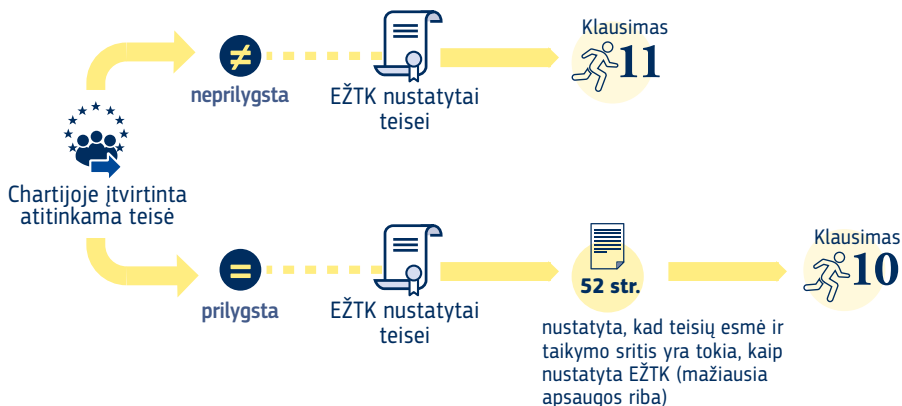 ≠
neprilygsta
EŽTK nustatytai
teisei
Klausimas
11
Chartijoje įtvirtinta
atitinkama teisė
=
prilygsta
EŽTK nustatytai
teisei
52 str.
nustatyta, kad teisių esmė ir
taikymo sritis yra tokia, kaip
nustatyta EŽTK (mažiausia
apsaugos riba)
Klausimas
10